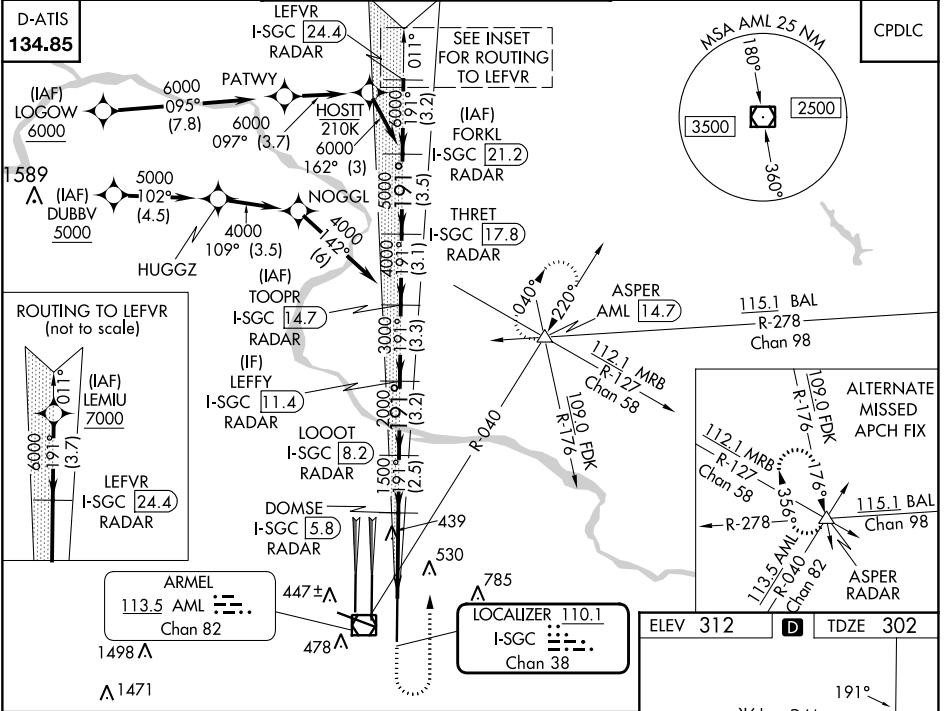 D-ATIS
134.85
LEFVR
I-SGC 24.4
RADAR
011°
SEE INSET
FOR ROUTING
TO LEFVR
MSA AML 25 NM
180°
3500
2500
360°
CPDLC
(IAF)
LOGOW
6000
6000
095°
(7.8)
PATWY
6000
097° (3.7)
HOSTT
210K
6000
162° (3)
6000
191°
(3.2)
(IAF)
FORKL
I-SGC 21.2
RADAR
1589
(IAF)
DUBBV
5000
5000
102°
(4.5)
HUGGZ
4000
109° (3.5)
NOGGL
4000
142°
(6)
5000
191°
(3.5)
THRET
I-SGC 17.8
RADAR
4000
191°
(3.1)
(IAF)
TOOPR
I-SGC 14.7
RADAR
3000
191°
(3.3)
(IF)
LEFFY
I-SGC 11.4
RADAR
2000
191°
(3.2)
LOOOT
I-SGC 8.2
RADAR
1500
191°
(2.5)
DOMSE
I-SGC 5.8
RADAR
040°
220°
ASPER
AML 14.7
115.1 BAL
R-278
Chan 98
112.1 MRB
R-127
Chan 58
109.0 FDK
R-176
R-040
ROUTING TO LEFVR
(not to scale)
011°
(IAF)
LEMIU
7000
6000
191°
(3.7)
LEFVR
I-SGC 24.4
RADAR
ALTERNATE
MISSED
APCH FIX
109.0 FDK
R-176
112.1 MRB
R-127
Chan 58
176°
356°
115.1 BAL
Chan 98
R-278
113.5 AML
R-040
Chan 82
ASPER
RADAR
439
530
785
447±
478
1498
1471
ARMEL
113.5 AML
Chan 82
LOCALIZER 110.1
I-SGC
Chan 38
ELEV 312
D
TDZE 302
191°